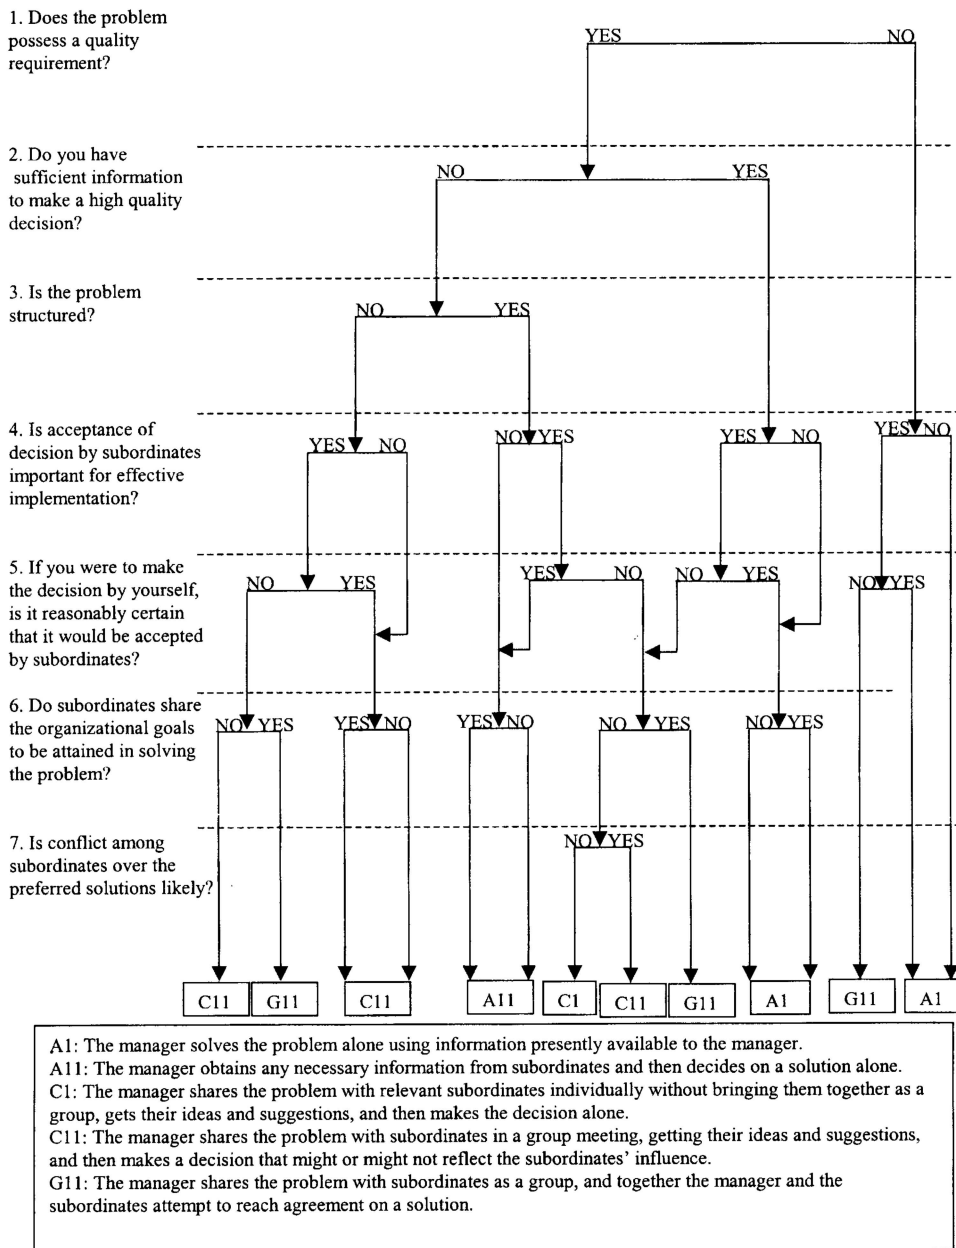 1. Does the problem
possess a quality
requirement?
YES NO
2. Do you have
sufficient information
to make a high quality
decision?
NO YES
3. Is the problem
structured?
NO YES
4. Is acceptance of
decision by subordinates
important for effective
implementation?
YES NO NO YES YES NO YES NO
5. If you were to make
the decision by yourself,
is it reasonably certain
that it would be accepted
by subordinates?
NO YES YES NO NO YES NO YES
6. Do subordinates share
the organizational goals
to be attained in solving
the problem?
NO YES YES NO YES NO NO YES NO YES
7. Is conflict among
subordinates over the
preferred solutions likely?
NO YES
C11 G11 C11 A11 C1 C11 G11 A1 G11 A1
A1: The manager solves the problem alone using information presently available to the manager.
A11: The manager obtains any necessary information from subordinates and then decides on a solution alone.
C1: The manager shares the problem with relevant subordinates individually without bringing them together as a
group, gets their ideas and suggestions, and then makes the decision alone.
C11: The manager shares the problem with subordinates in a group meeting, getting their ideas and suggestions,
and then makes a decision that might or might not reflect the subordinates' influence.
G11: The manager shares the problem with subordinates as a group, and together the manager and the
subordinates attempt to reach agreement on a solution.